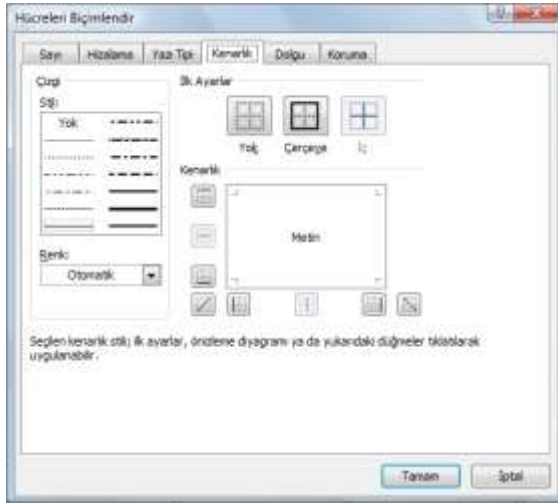 Hücreleri Biçimlendir
Sayı Hizalama Yazı Tipi Kenarlık Dolgu Koruma
Çizgi
Stil:
Yok
Renk:
Otomatik
İlk Ayarlar
Yok Çerçeve İç
Kenarlık
Metin
Seçilen kenarlık stili; ilk ayarlar, önizleme diyagramı ya da yukarıdaki düğmeler tıklatılarak
uygulanabilir.
Tamam İptal